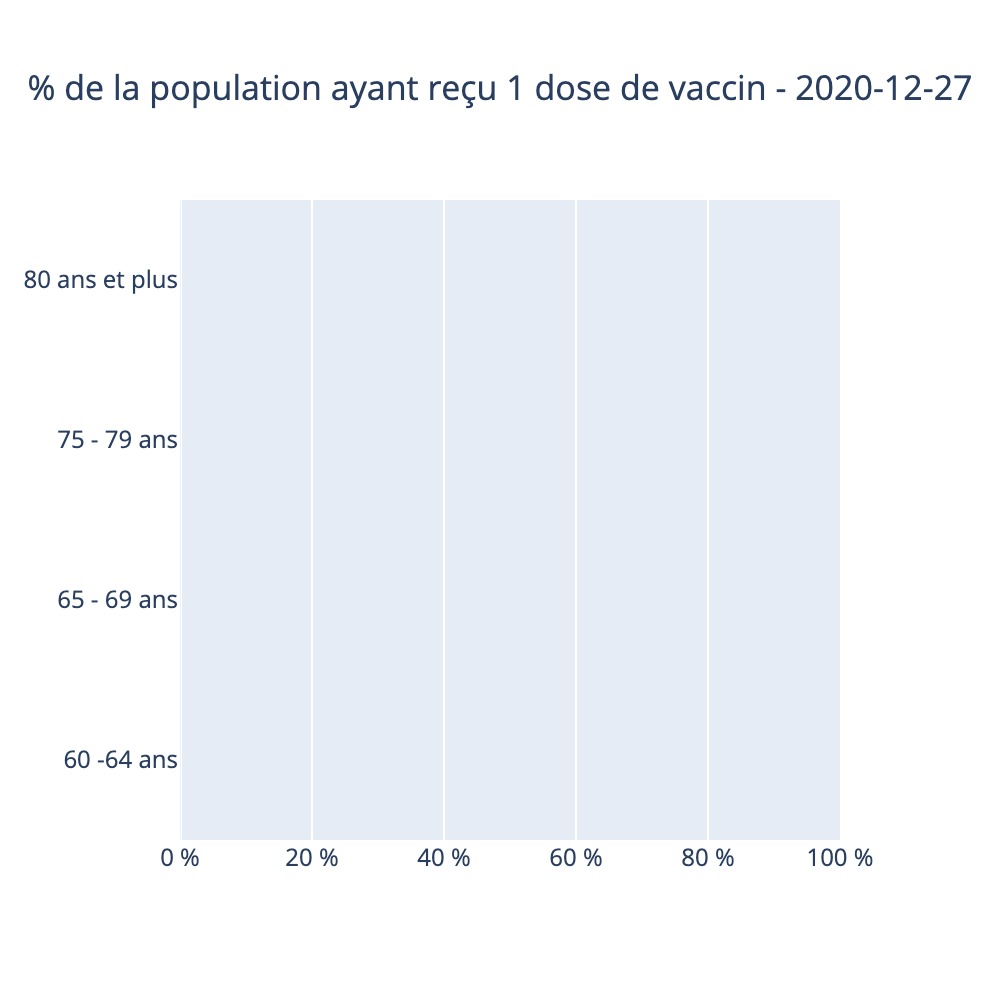 % de la population ayant reçu 1 dose de vaccin - 2020-12-27
80 ans et plus
75 - 79 ans
65 - 69 ans
60 -64 ans
0 % 20 % 40 % 60 % 80 % 100 %